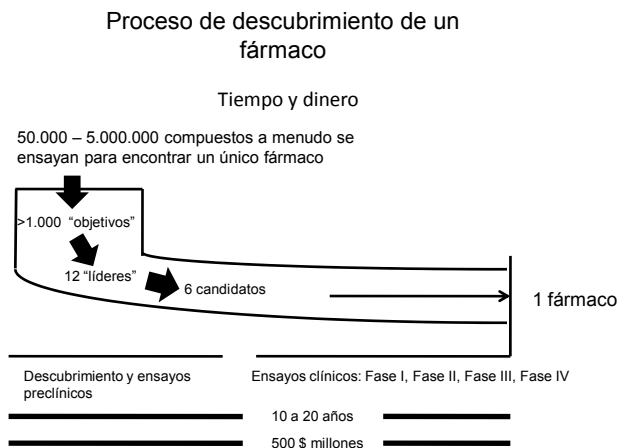 Proceso de descubrimiento de un
fármaco
Tiempo y dinero
50.000 – 5.000.000 compuestos a menudo se
ensayan para encontrar un único fármaco
>1.000 “objetivos”
12 “líderes”
6 candidatos
1 fármaco
Descubrimiento y ensayos
preclínicos
Ensayos clínicos: Fase I, Fase II, Fase III, Fase IV
10 a 20 años
500 $ millones